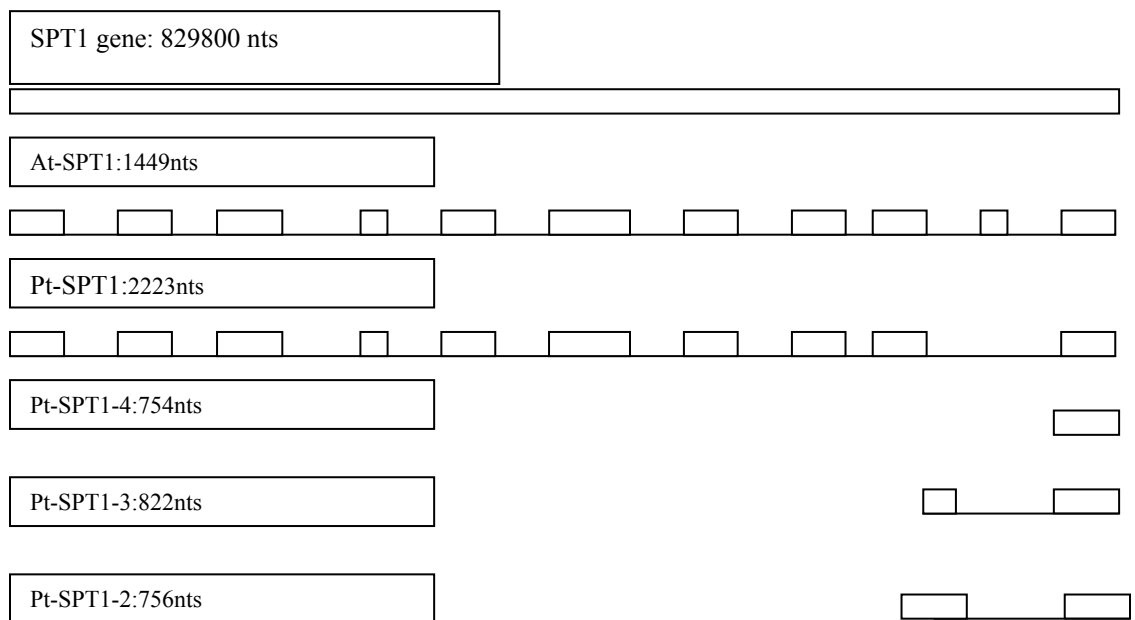 SPT1 gene: 829800 nts
At-SPT1:1449nts
Pt-SPT1:2223nts
Pt-SPT1-4:754nts
Pt-SPT1-3:822nts
Pt-SPT1-2:756nts